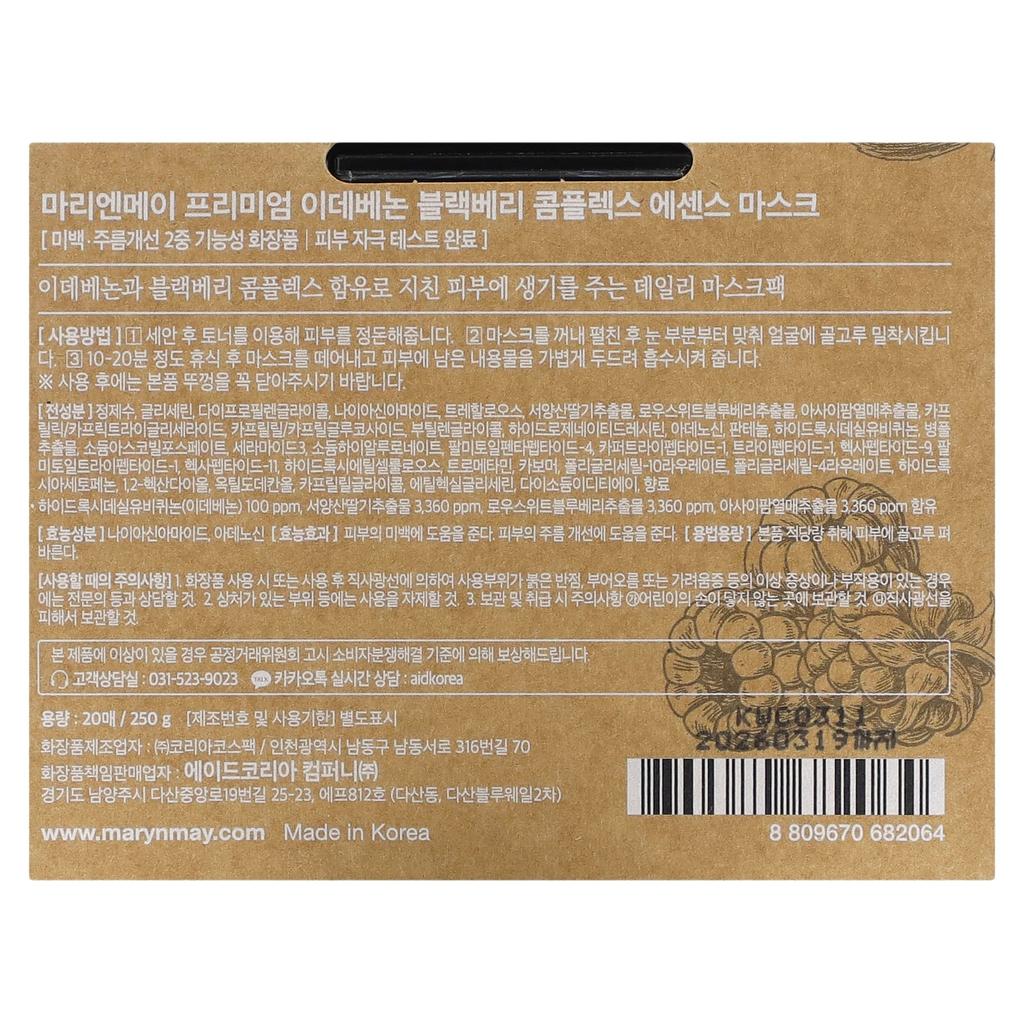 마리엔메이 프리미엄 이데베논 블랙베리 콤플렉스 에센스 마스크
[ 미백·주름개선 2중 기능성 화장품 | 피부 자극 테스트 완료 ]
이데베논과 블랙베리 콤플렉스 함유로 지친 피부에 생기를 주는 데일리 마스크팩
[ 사용방법 ] 1 세안 후 토너를 이용해 피부를 정돈해줍니다. 2 마스크를 꺼내 펼친 후 눈 부분부터 맞춰 얼굴에 골고루 밀착시킵니
다. 3 10-20분 정도 휴식 후 마스크를 떼어내고 피부에 남은 내용물을 가볍게 두드려 흡수시켜 줍니다.
※ 사용 후에는 본품 뚜껑을 꼭 닫아주시기 바랍니다.
[ 전성분 ] 정제수, 글리세린, 다이프로필렌글라이콜, 나이아신아마이드, 트레할로오스, 서양산딸기추출물, 로우스위트블루베리추출물, 아사이팜열매추출물, 카프
릴릭/카프릭트라이글리세라이드, 카프릴릴/카프릴글루코사이드, 부틸렌글라이콜, 하이드로제네이티드레시틴, 아데노신, 판테놀, 하이드록시데실유비퀴논, 병풀
추출물, 소듐아스코빌포스페이트, 세라마이드3, 소듐하이알루로네이트, 팔미토일펜타펩타이드-4, 카퍼트라이펩타이드-1, 트라이펩타이드-1, 헥사펩타이드-9, 팔
미토일트라이펩타이드-1, 헥사펩타이드-11, 하이드록시에틸셀룰로오스, 트로메타민, 카보머, 폴리글리세릴-10라우레이트, 폴리글리세릴-4라우레이트, 하이드록
시아세토페논, 1,2-헥산다이올, 옥틸도데칸올, 카프릴릴글라이콜, 에틸헥실글리세린, 다이소듐이디티에이, 향료
·하이드록시데실유비퀴논(이데베논) 100 ppm, 서양산딸기추출물 3,360 ppm, 로우스위트블루베리추출물 3,360 ppm, 아사이팜열매추출물 3,360 ppm 함유
[ 효능성분 ] 나이아신아마이드, 아데노신 [ 효능효과 ] 피부의 미백에 도움을 준다. 피부의 주름 개선에 도움을 준다. [ 용법용량 ] 본품 적당량 취해 피부에 골고루 펴
바른다.
[사용할 때의 주의사항] 1. 화장품 사용 시 또는 사용 후 직사광선에 의하여 사용부위가 붉은 반점, 부어오름 또는 가려움증 등의 이상 증상이나 부작용이 있는 경우
에는 전문의 등과 상담할 것. 2. 상처가 있는 부위 등에는 사용을 자제할 것. 3. 보관 및 취급 시 주의사항 ㉮어린이의 손이 닿지 않는 곳에 보관할 것. ㉯직사광선을
피해서 보관할 것.
본 제품에 이상이 있을 경우 공정거래위원회 고시 소비자분쟁해결 기준에 의해 보상해드립니다.
고객상담실 : 031-523-9023 TALK 카카오톡 실시간 상담 : aidkorea
용량 : 20매 / 250 g [제조번호 및 사용기한] 별도표시
화장품제조업자 : ㈜코리아코스팩 / 인천광역시 남동구 남동서로 316번길 70
화장품책임판매업자 : 에이드코리아 컴퍼니㈜
경기도 남양주시 다산중앙로19번길 25-23, 에프812호 (다산동, 다산블루웨일2차)
www.marynmay.com Made in Korea
KWC0311
20260319까지
8 809670 682064